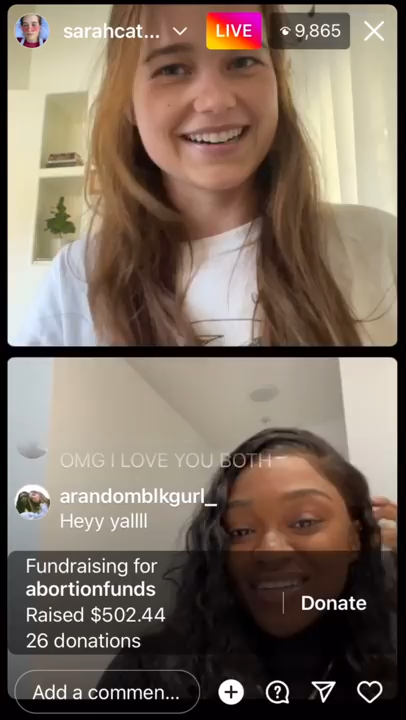 sarahcat...
LIVE
9,865
OMG I LOVE YOU BOTH
arandomblkgurl_
Heyy yallll
Fundraising for
abortionfunds
Raised $502.44
Donate
26 donations
Add a commen...